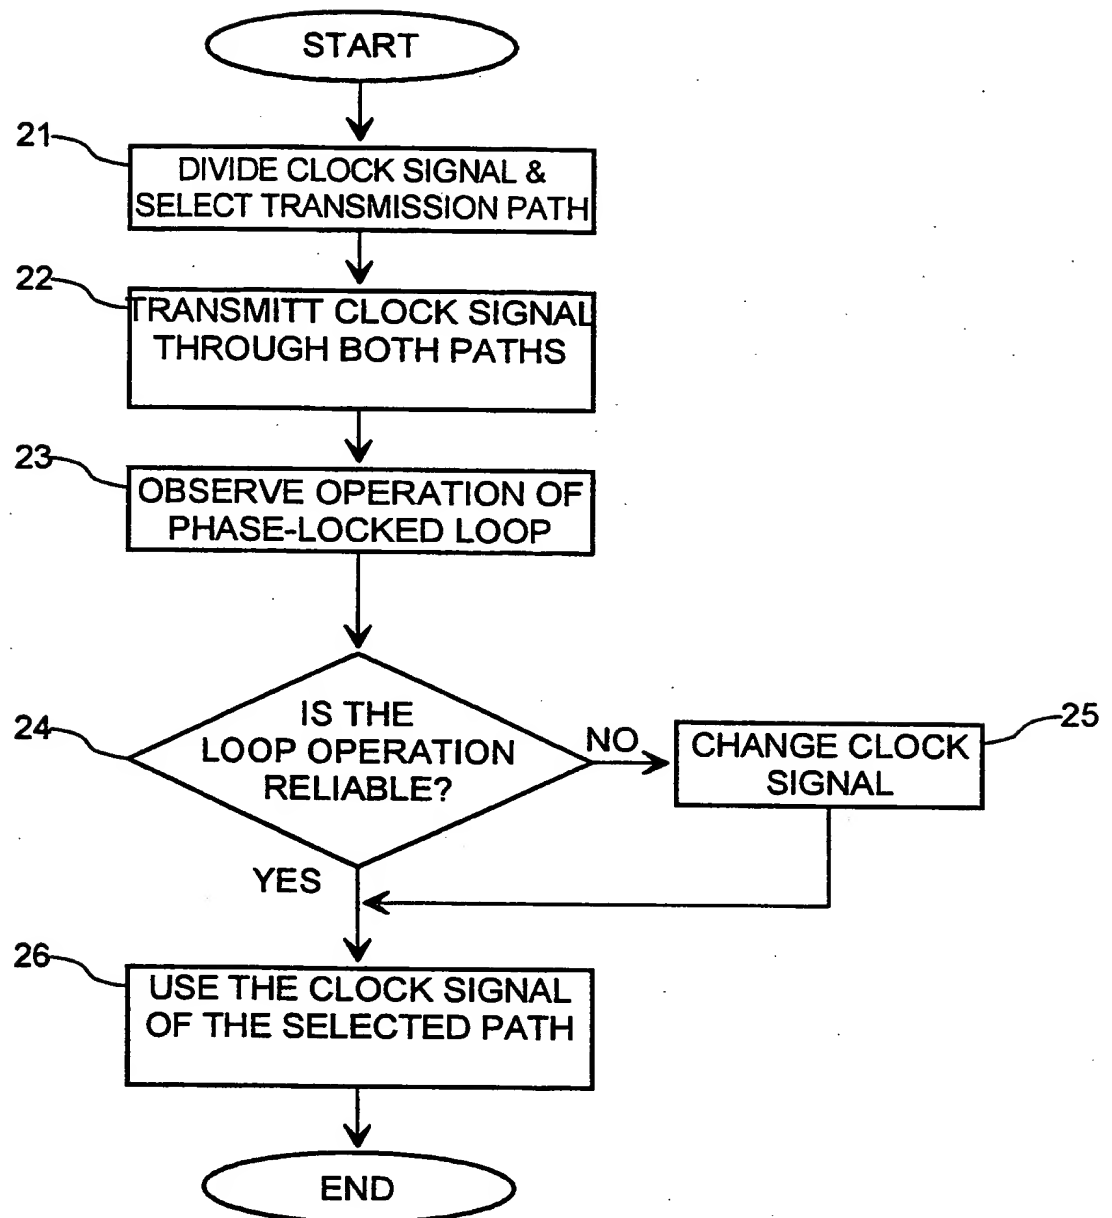 START
21
DIVIDE CLOCK SIGNAL &
SELECT TRANSMISSION PATH
22
TRANSMITT CLOCK SIGNAL
THROUGH BOTH PATHS
23
OBSERVE OPERATION OF
PHASE-LOCKED LOOP
24
IS THE
LOOP OPERATION
RELIABLE?
NO
CHANGE CLOCK
SIGNAL
25
YES
26
USE THE CLOCK SIGNAL
OF THE SELECTED PATH
END